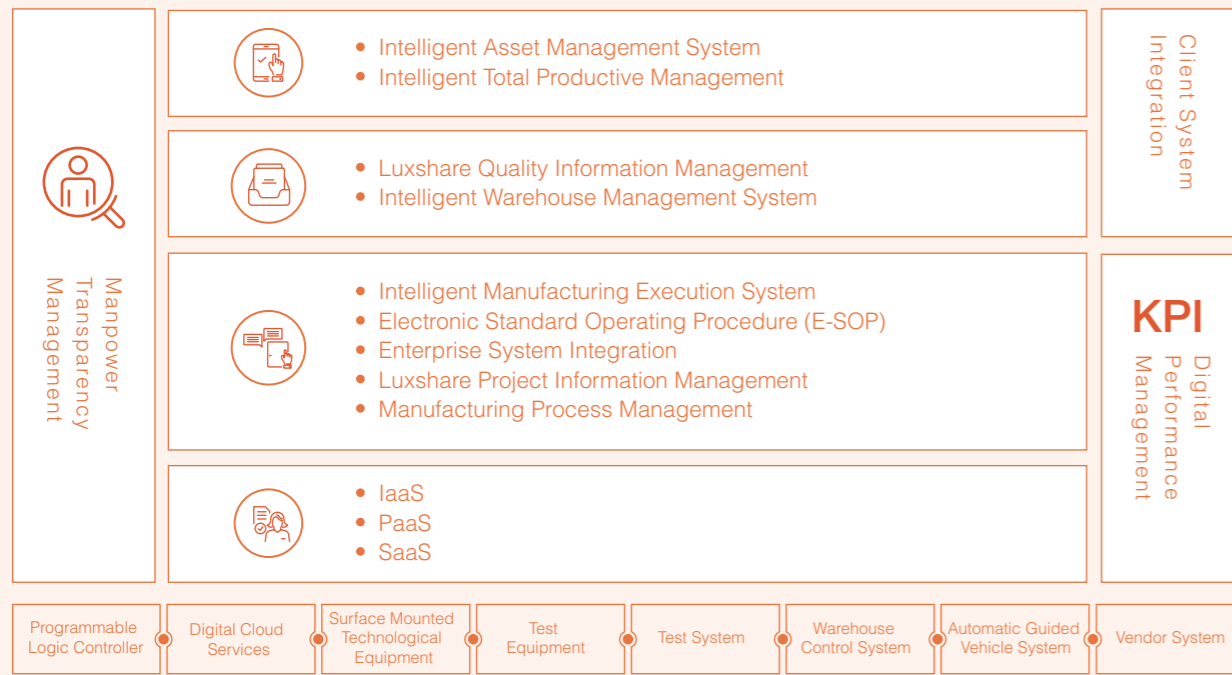 Manpower
Transparency
Management
• Intelligent Asset Management System
• Intelligent Total Productive Management
• Luxshare Quality Information Management
• Intelligent Warehouse Management System
• Intelligent Manufacturing Execution System
• Electronic Standard Operating Procedure (E-SOP)
• Enterprise System Integration
• Luxshare Project Information Management
• Manufacturing Process Management
• IaaS
• PaaS
• SaaS
Client System
Integration
KPI
Digital
Performance
Management
Programmable
Logic Controller
Digital Cloud
Services
Surface Mounted
Technological
Equipment
Test
Equipment
Test System
Warehouse
Control System
Automatic Guided
Vehicle System
Vendor System